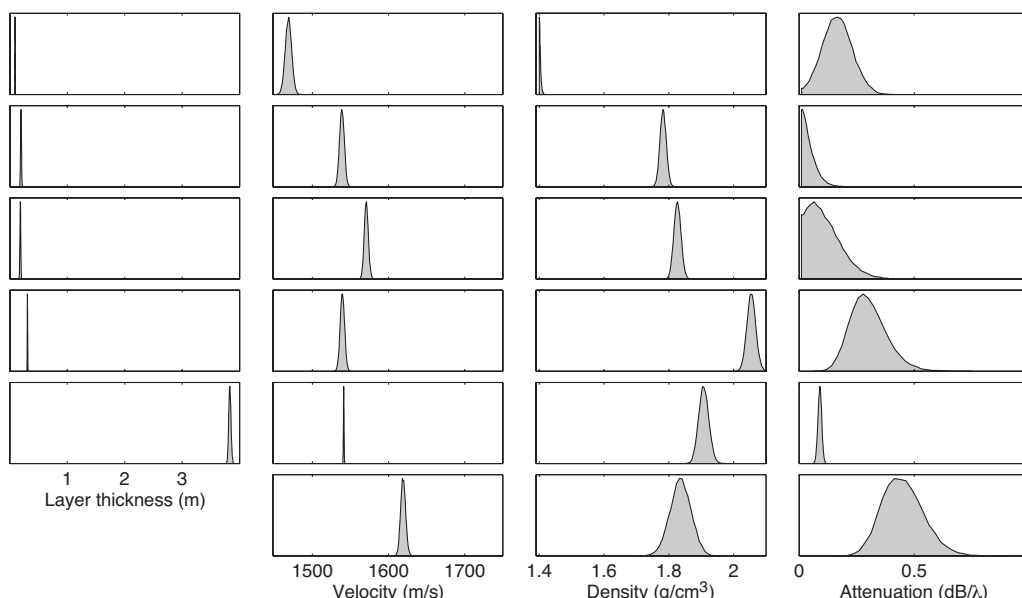 1 2 3
Layer thickness (m)
1500 1600 1700
Velocity (m/s)
1.4 1.6 1.8 2
Density (g/cm³)
0 0.5
Attenuation (dB/λ)